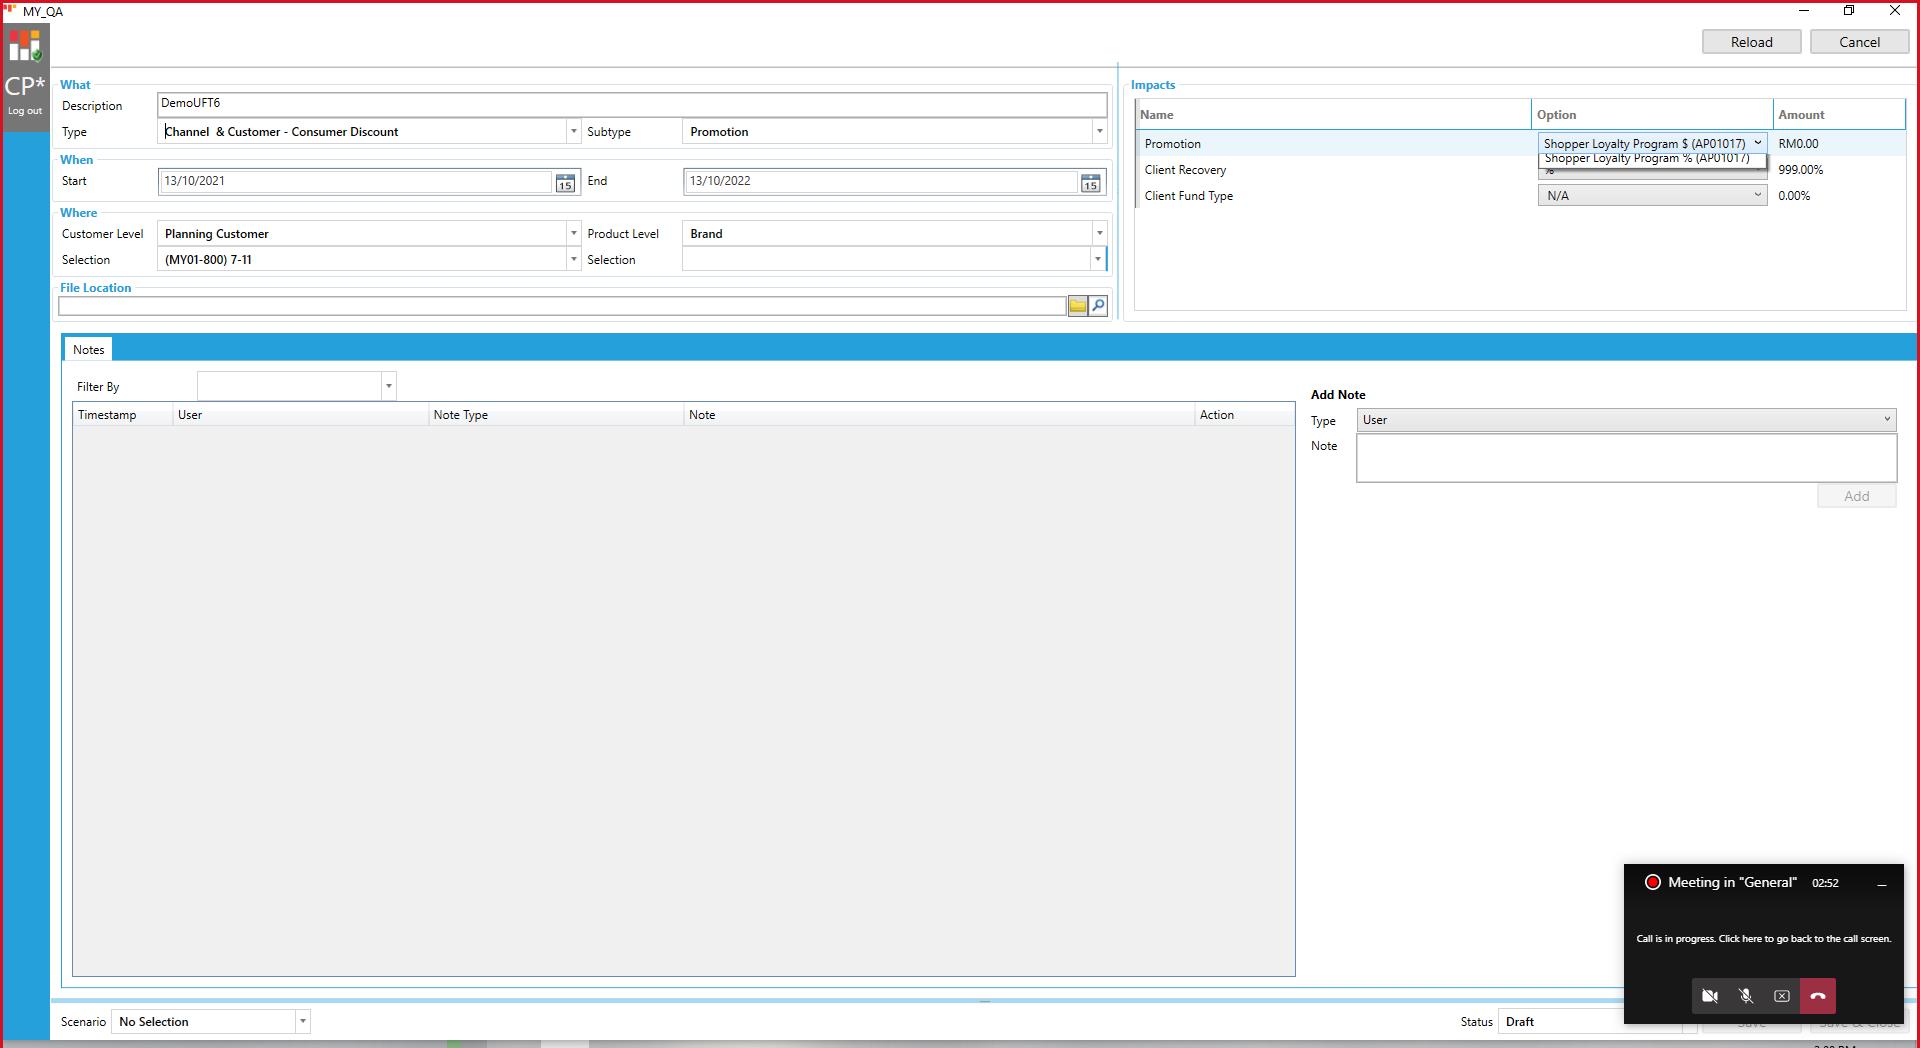 MY_QA
Reload
Cancel
CP*
Log out
What
Description
DemoUFT6
Type
Channel & Customer - Consumer Discount
Subtype
Promotion
When
Start
13/10/2021
15
End
13/10/2022
15
Where
Customer Level
Planning Customer
Product Level
Brand
Selection
(MY01-800) 7-11
Selection
File Location
Impacts
Name
Option
Amount
Promotion
Shopper Loyalty Program $ (AP01017)
RM0.00
Shopper Loyalty Program % (AP01017)
Client Recovery
%
999.00%
Client Fund Type
N/A
0.00%
Notes
Filter By
Timestamp
User
Note Type
Note
Action
Add Note
Type
User
Note
Add
Meeting in "General"
02:52
Call is in progress. Click here to go back to the call screen.
Scenario
No Selection
Status
Draft
Save
Save & Close